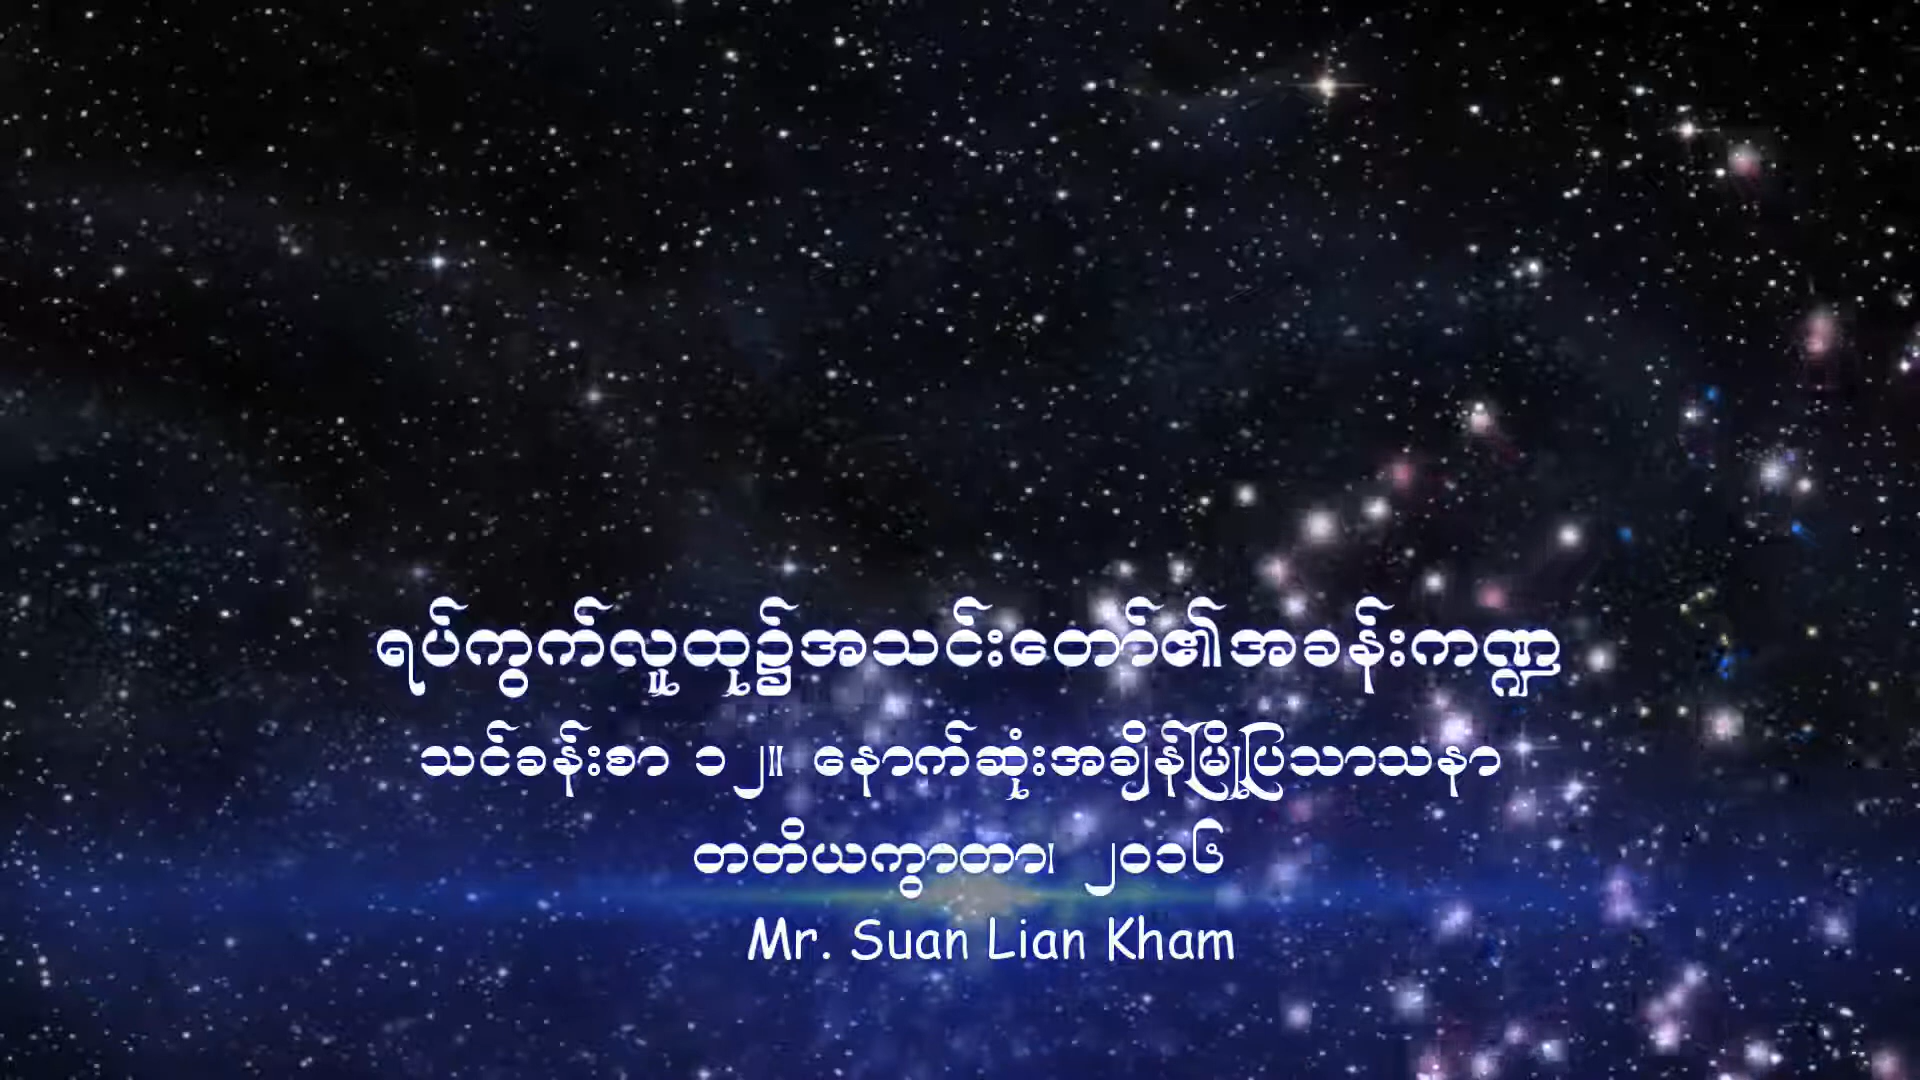 ရပ်ကွက်လူထု၌အသင်းတော်၏အခန်းကဏ္ဍ
သင်ခန်းစာ ၁၂။ နောက်ဆုံးအချိန်မြို့ပြသာသနာ
တတိယကွာတာ၊ ၂၀၁၆
Mr. Suan Lian Kham